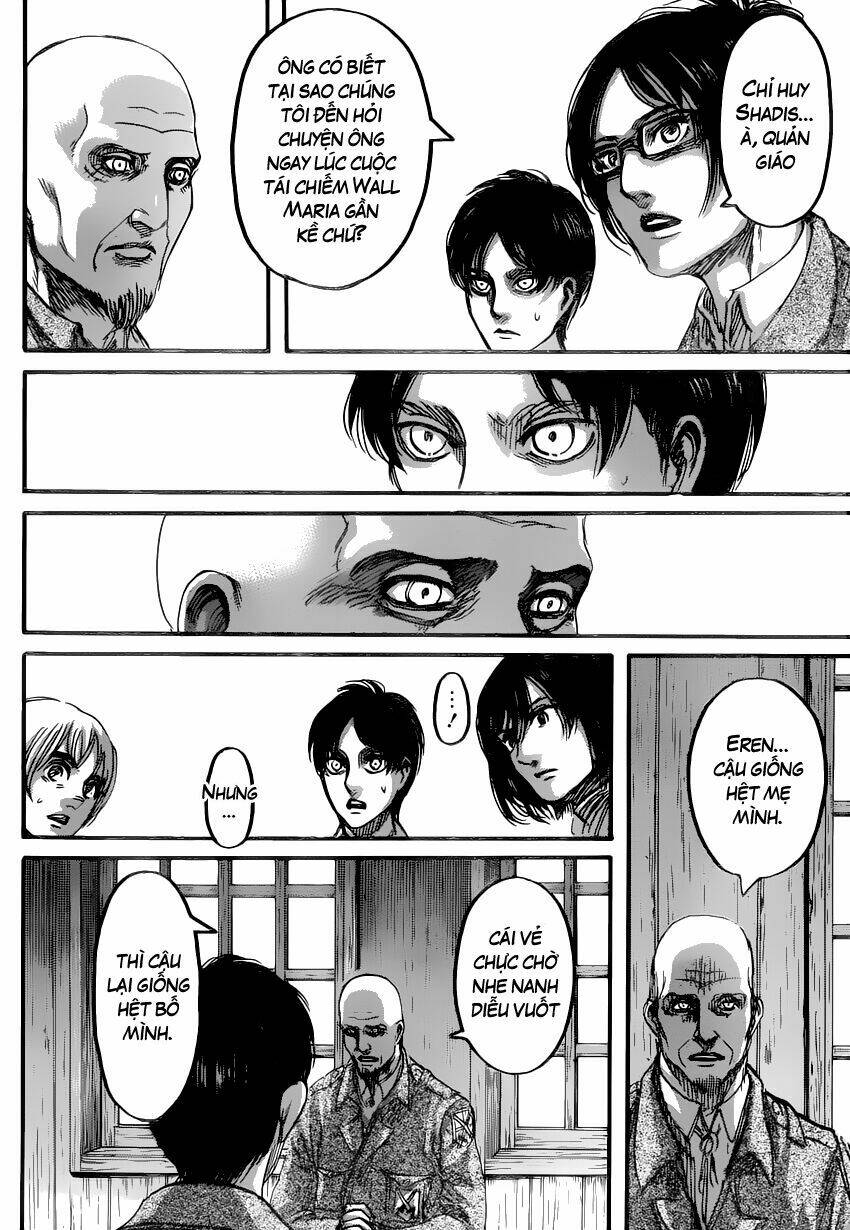 CHỈ HUY
SHADIS...
À, QUẢN
GIÁO
ÔNG CÓ BIẾT
TẠI SAO CHÚNG
TÔI ĐẾN HỎI
CHUYỆN ÔNG
NGAY LÚC CUỘC
TÁI CHIẾM WALL
MARIA GẦN
KỀ CHỨ?
EREN...
CẬU GIỐNG
HỆT MẸ
MÌNH.
...!
NHƯNG
...
CÁI VẺ
CHỰC CHỜ
NHE NANH
DIỄU VUỐT
THÌ CẬU
LẠI GIỐNG
HỆT BỐ
MÌNH.